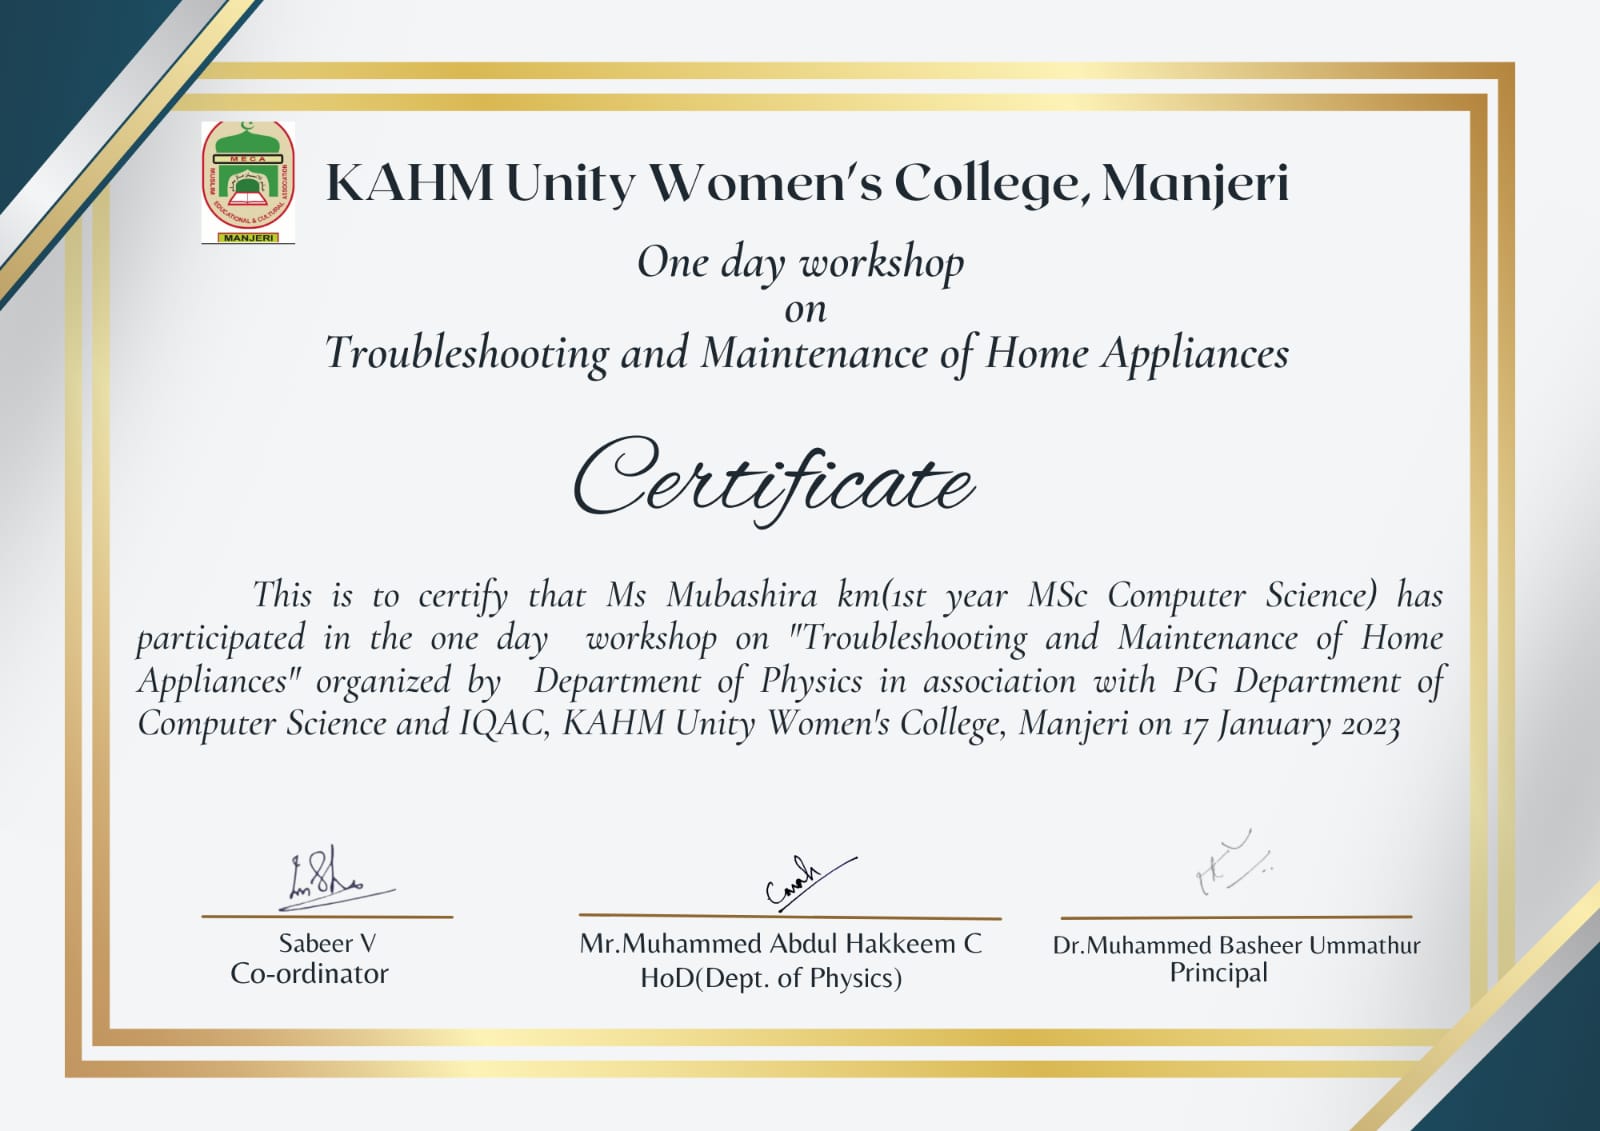 MECA
MUSLIM EDUCATIONAL & CULTURAL ASSOCIATION
MANJERI
KAHM Unity Women's College, Manjeri
One day workshop
on
Troubleshooting and Maintenance of Home Appliances
Certificate
This is to certify that Ms Mubashira km(1st year MSc Computer Science) has
participated in the one day workshop on "Troubleshooting and Maintenance of Home
Appliances" organized by Department of Physics in association with PG Department of
Computer Science and IQAC, KAHM Unity Women's College, Manjeri on 17 January 2023
Sabeer V
Co-ordinator
Mr.Muhammed Abdul Hakkeem C
HoD(Dept. of Physics)
Dr.Muhammed Basheer Ummathur
Principal